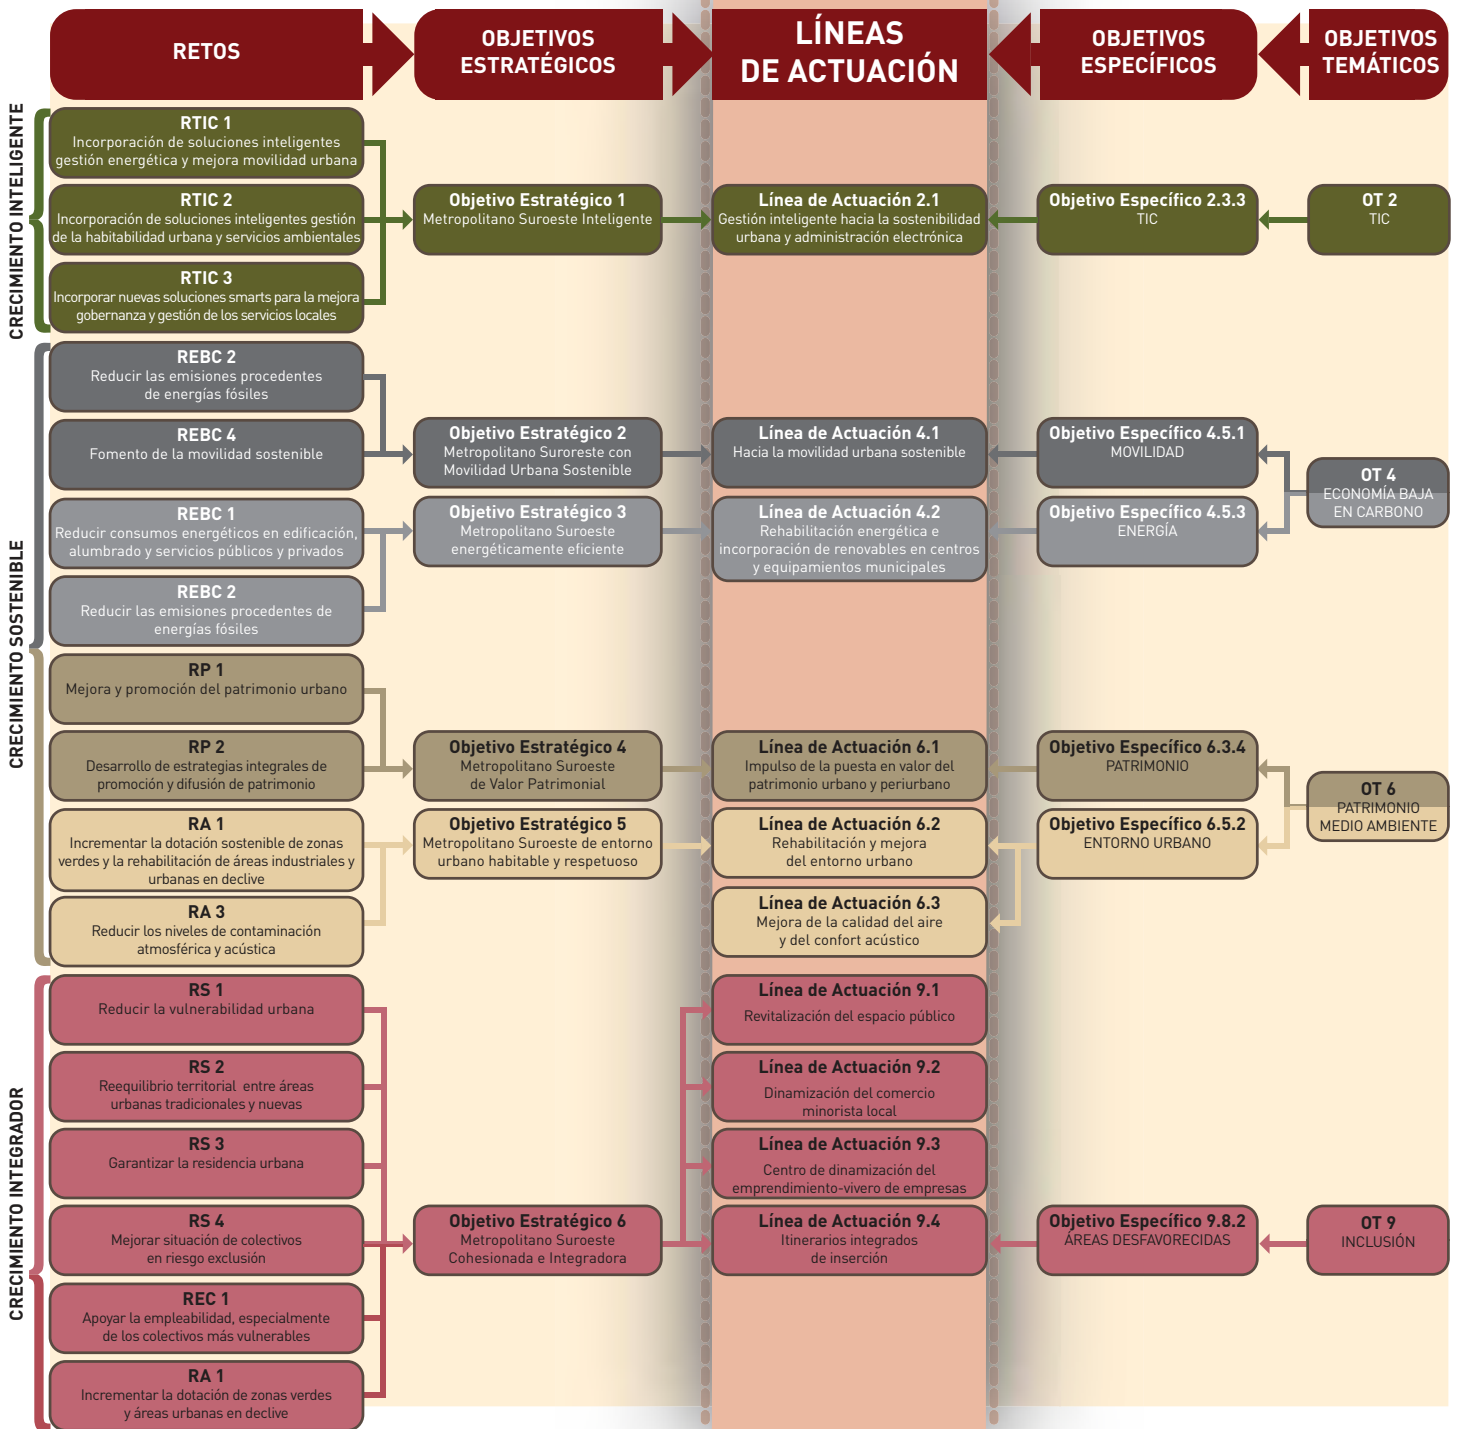 RETOS
OBJETIVOS
ESTRATÉGICOS
LÍNEAS
DE ACTUACIÓN
OBJETIVOS
ESPECÍFICOS
OBJETIVOS
TEMÁTICOS
CRECIMIENTO INTELIGENTE
RTIC 1
Incorporación de soluciones inteligentes
gestión energética y mejora movilidad urbana
RTIC 2
Incorporación de soluciones inteligentes gestión
de la habitabilidad urbana y servicios ambientales
RTIC 3
Incorporar nuevas soluciones smarts para la mejora
gobernanza y gestión de los servicios locales
Objetivo Estratégico 1
Metropolitano Suroeste Inteligente
Línea de Actuación 2.1
Gestión inteligente hacia la sostenibilidad
urbana y administración electrónica
Objetivo Específico 2.3.3
TIC
OT 2
TIC
CRECIMIENTO SOSTENIBLE
REBC 2
Reducir las emisiones procedentes
de energías fósiles
REBC 4
Fomento de la movilidad sostenible
Objetivo Estratégico 2
Metropolitano Suroreste con
Movilidad Urbana Sostenible
Línea de Actuación 4.1
Hacia la movilidad urbana sostenible
Objetivo Específico 4.5.1
MOVILIDAD
OT 4
ECONOMÍA BAJA
EN CARBONO
REBC 1
Reducir consumos energéticos en edificación,
alumbrado y servicios públicos y privados
REBC 2
Reducir las emisiones procedentes de
energías fósiles
Objetivo Estratégico 3
Metropolitano Suroeste
energéticamente eficiente
Línea de Actuación 4.2
Rehabilitación energética e
incorporación de renovables en centros
y equipamientos municipales
Objetivo Específico 4.5.3
ENERGÍA
RP 1
Mejora y promoción del patrimonio urbano
RP 2
Desarrollo de estrategias integrales de
promoción y difusión de patrimonio
Objetivo Estratégico 4
Metropolitano Suroeste
de Valor Patrimonial
Línea de Actuación 6.1
Impulso de la puesta en valor del
patrimonio urbano y periurbano
Objetivo Específico 6.3.4
PATRIMONIO
OT 6
PATRIMONIO
MEDIO AMBIENTE
RA 1
Incrementar la dotación sostenible de zonas
verdes y la rehabilitación de áreas industriales y
urbanas en declive
RA 3
Reducir los niveles de contaminación
atmosférica y acústica
Objetivo Estratégico 5
Metropolitano Suroeste de entorno
urbano habitable y respetuoso
Línea de Actuación 6.2
Rehabilitación y mejora
del entorno urbano
Línea de Actuación 6.3
Mejora de la calidad del aire
y del confort acústico
Objetivo Específico 6.5.2
ENTORNO URBANO
CRECIMIENTO INTEGRADOR
RS 1
Reducir la vulnerabilidad urbana
RS 2
Reequilibrio territorial entre áreas
urbanas tradicionales y nuevas
RS 3
Garantizar la residencia urbana
RS 4
Mejorar situación de colectivos
en riesgo exclusión
REC 1
Apoyar la empleabilidad, especialmente
de los colectivos más vulnerables
RA 1
Incrementar la dotación de zonas verdes
y áreas urbanas en declive
Objetivo Estratégico 6
Metropolitano Suroeste
Cohesionada e Integradora
Línea de Actuación 9.1
Revitalización del espacio público
Línea de Actuación 9.2
Dinamización del comercio
minorista local
Línea de Actuación 9.3
Centro de dinamización del
emprendimiento-vivero de empresas
Línea de Actuación 9.4
Itinerarios integrados
de inserción
Objetivo Específico 9.8.2
ÁREAS DESFAVORECIDAS
OT 9
INCLUSIÓN